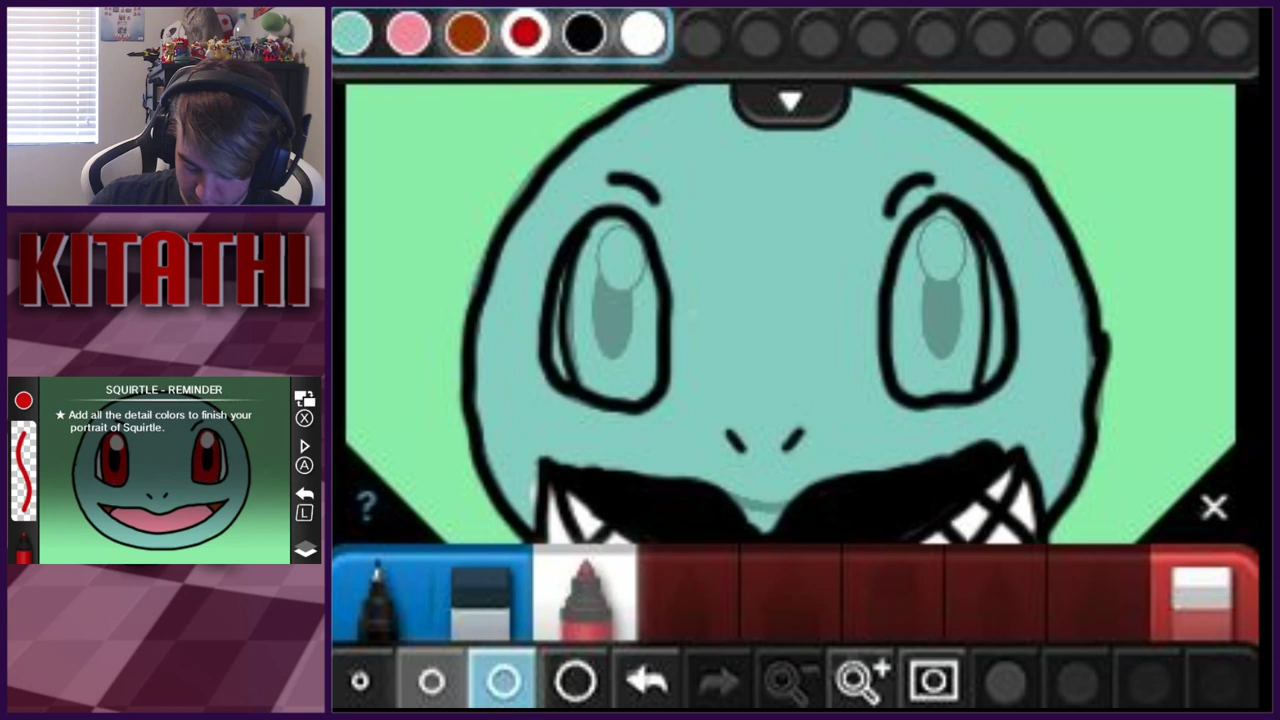 KITATHI
SQUIRTLE - REMINDER
★ Add all the detail colors to finish your
portrait of Squirtle.
X
A
L
?
X